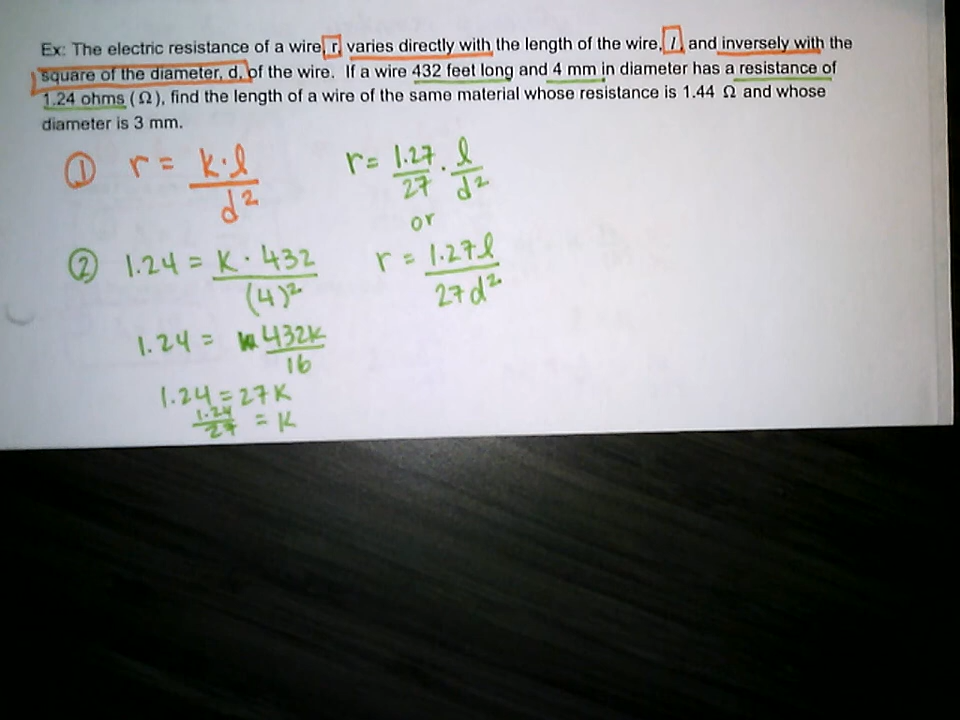 Ex: The electric resistance of a wire, r, varies directly with the length of the wire, l, and inversely with the
square of the diameter, d, of the wire. If a wire 432 feet long and 4 mm in diameter has a resistance of
1.24 ohms (Ω), find the length of a wire of the same material whose resistance is 1.44 Ω and whose
diameter is 3 mm.
① r = k·l / d²
② 1.24 = k · 432 / (4)²
1.24 = 432k / 16
1.24 = 27k
1.24 / 27 = k
r = 1.27 / 27 · l / d²
or
r = 1.27l / 27d²